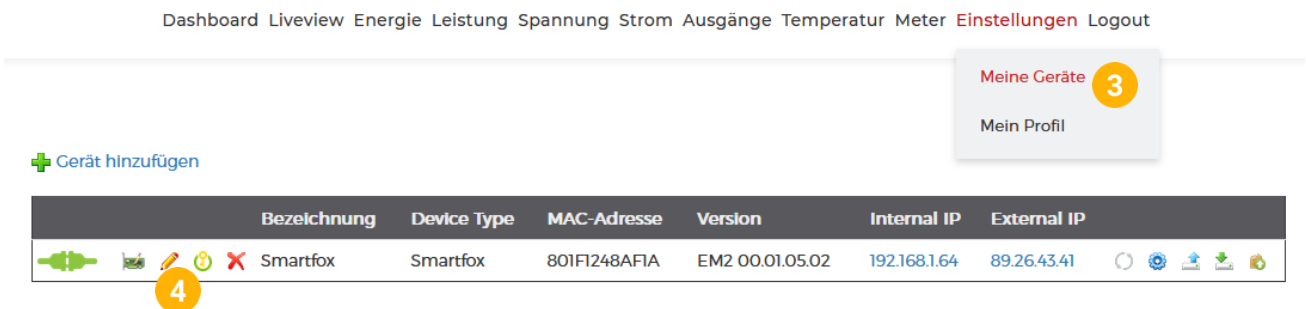 Dashboard Liveview Energie Leistung Spannung Strom Ausgänge Temperatur Meter Einstellungen Logout
Meine Geräte 3
Mein Profil
Gerät hinzufügen
Bezeichnung Device Type MAC-Adresse Version Internal IP External IP
Smartfox Smartfox 801F1248AF1A EM2 00.01.05.02 192.168.1.64 89.26.43.41
4